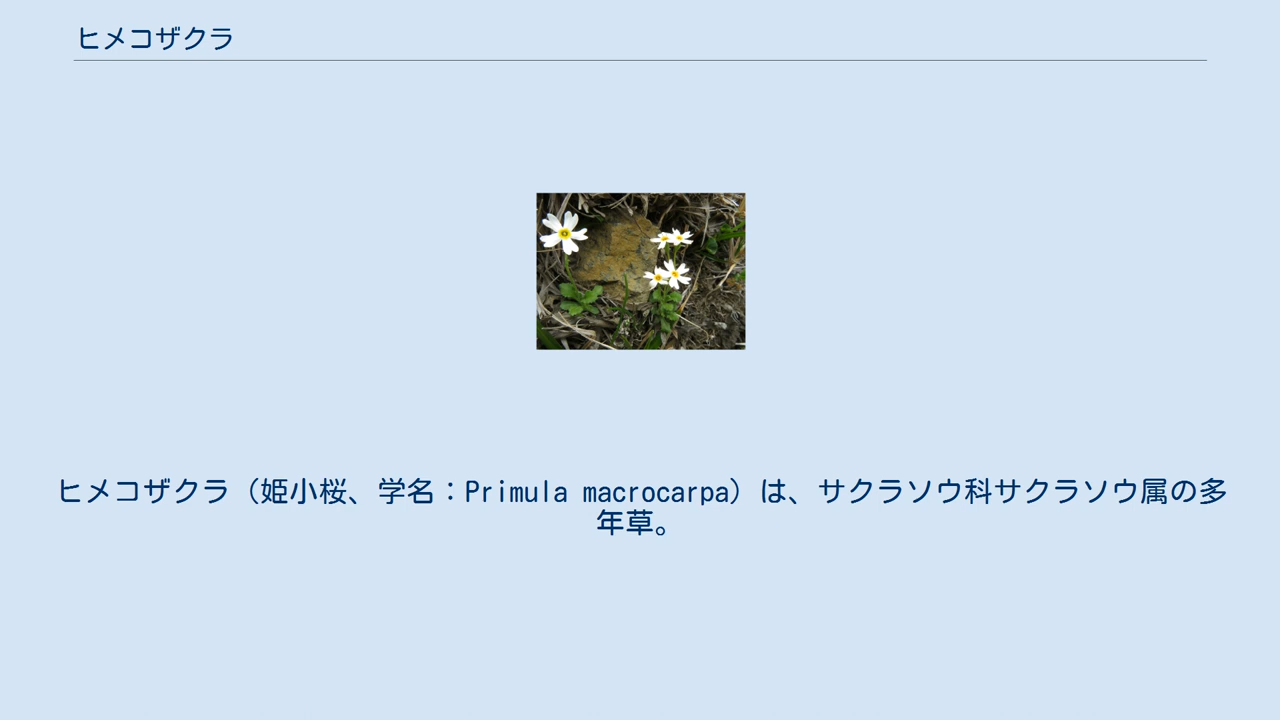 ヒメコザクラ
ヒメコザクラ（姫小桜、学名：Primula macrocarpa）は、サクラソウ科サクラソウ属の多
年草。